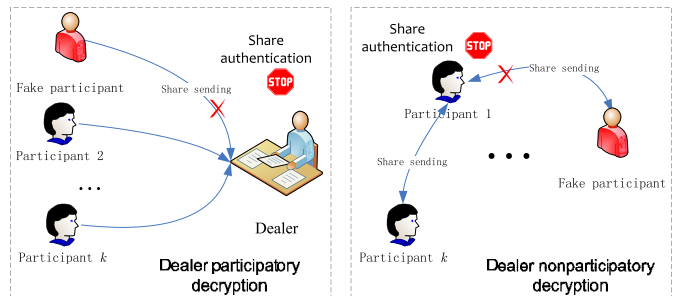 Share
authentication
STOP
Fake participant
Share sending
Participant 2
...
Participant k
Dealer
Dealer participatory
decryption
Share
authentication
STOP
Share sending
Participant 1
Share sending
...
Fake participant
Participant k
Dealer nonparticipatory
decryption